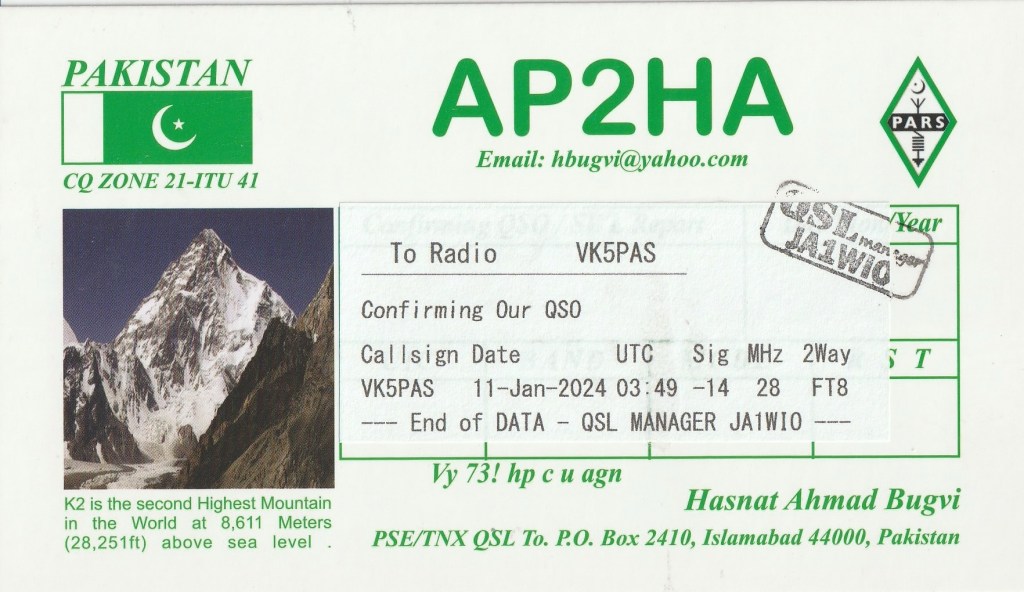 PAKISTAN
CQ ZONE 21-ITU 41
AP2HA
Email: hbugvi@yahoo.com
PARS
Confirming QSO / SWL Report
/Year
QSL manager
JA1WIO
To Radio VK5PAS
Confirming Our QSO
Callsign Date UTC Sig MHz 2Way
VK5PAS 11-Jan-2024 03:49 -14 28 FT8
--- End of DATA - QSL MANAGER JA1WIO ---
R S T
Vy 73! hp c u agn
K2 is the second Highest Mountain
in the World at 8,611 Meters
(28,251ft) above sea level .
Hasnat Ahmad Bugvi
PSE/TNX QSL To. P.O. Box 2410, Islamabad 44000, Pakistan